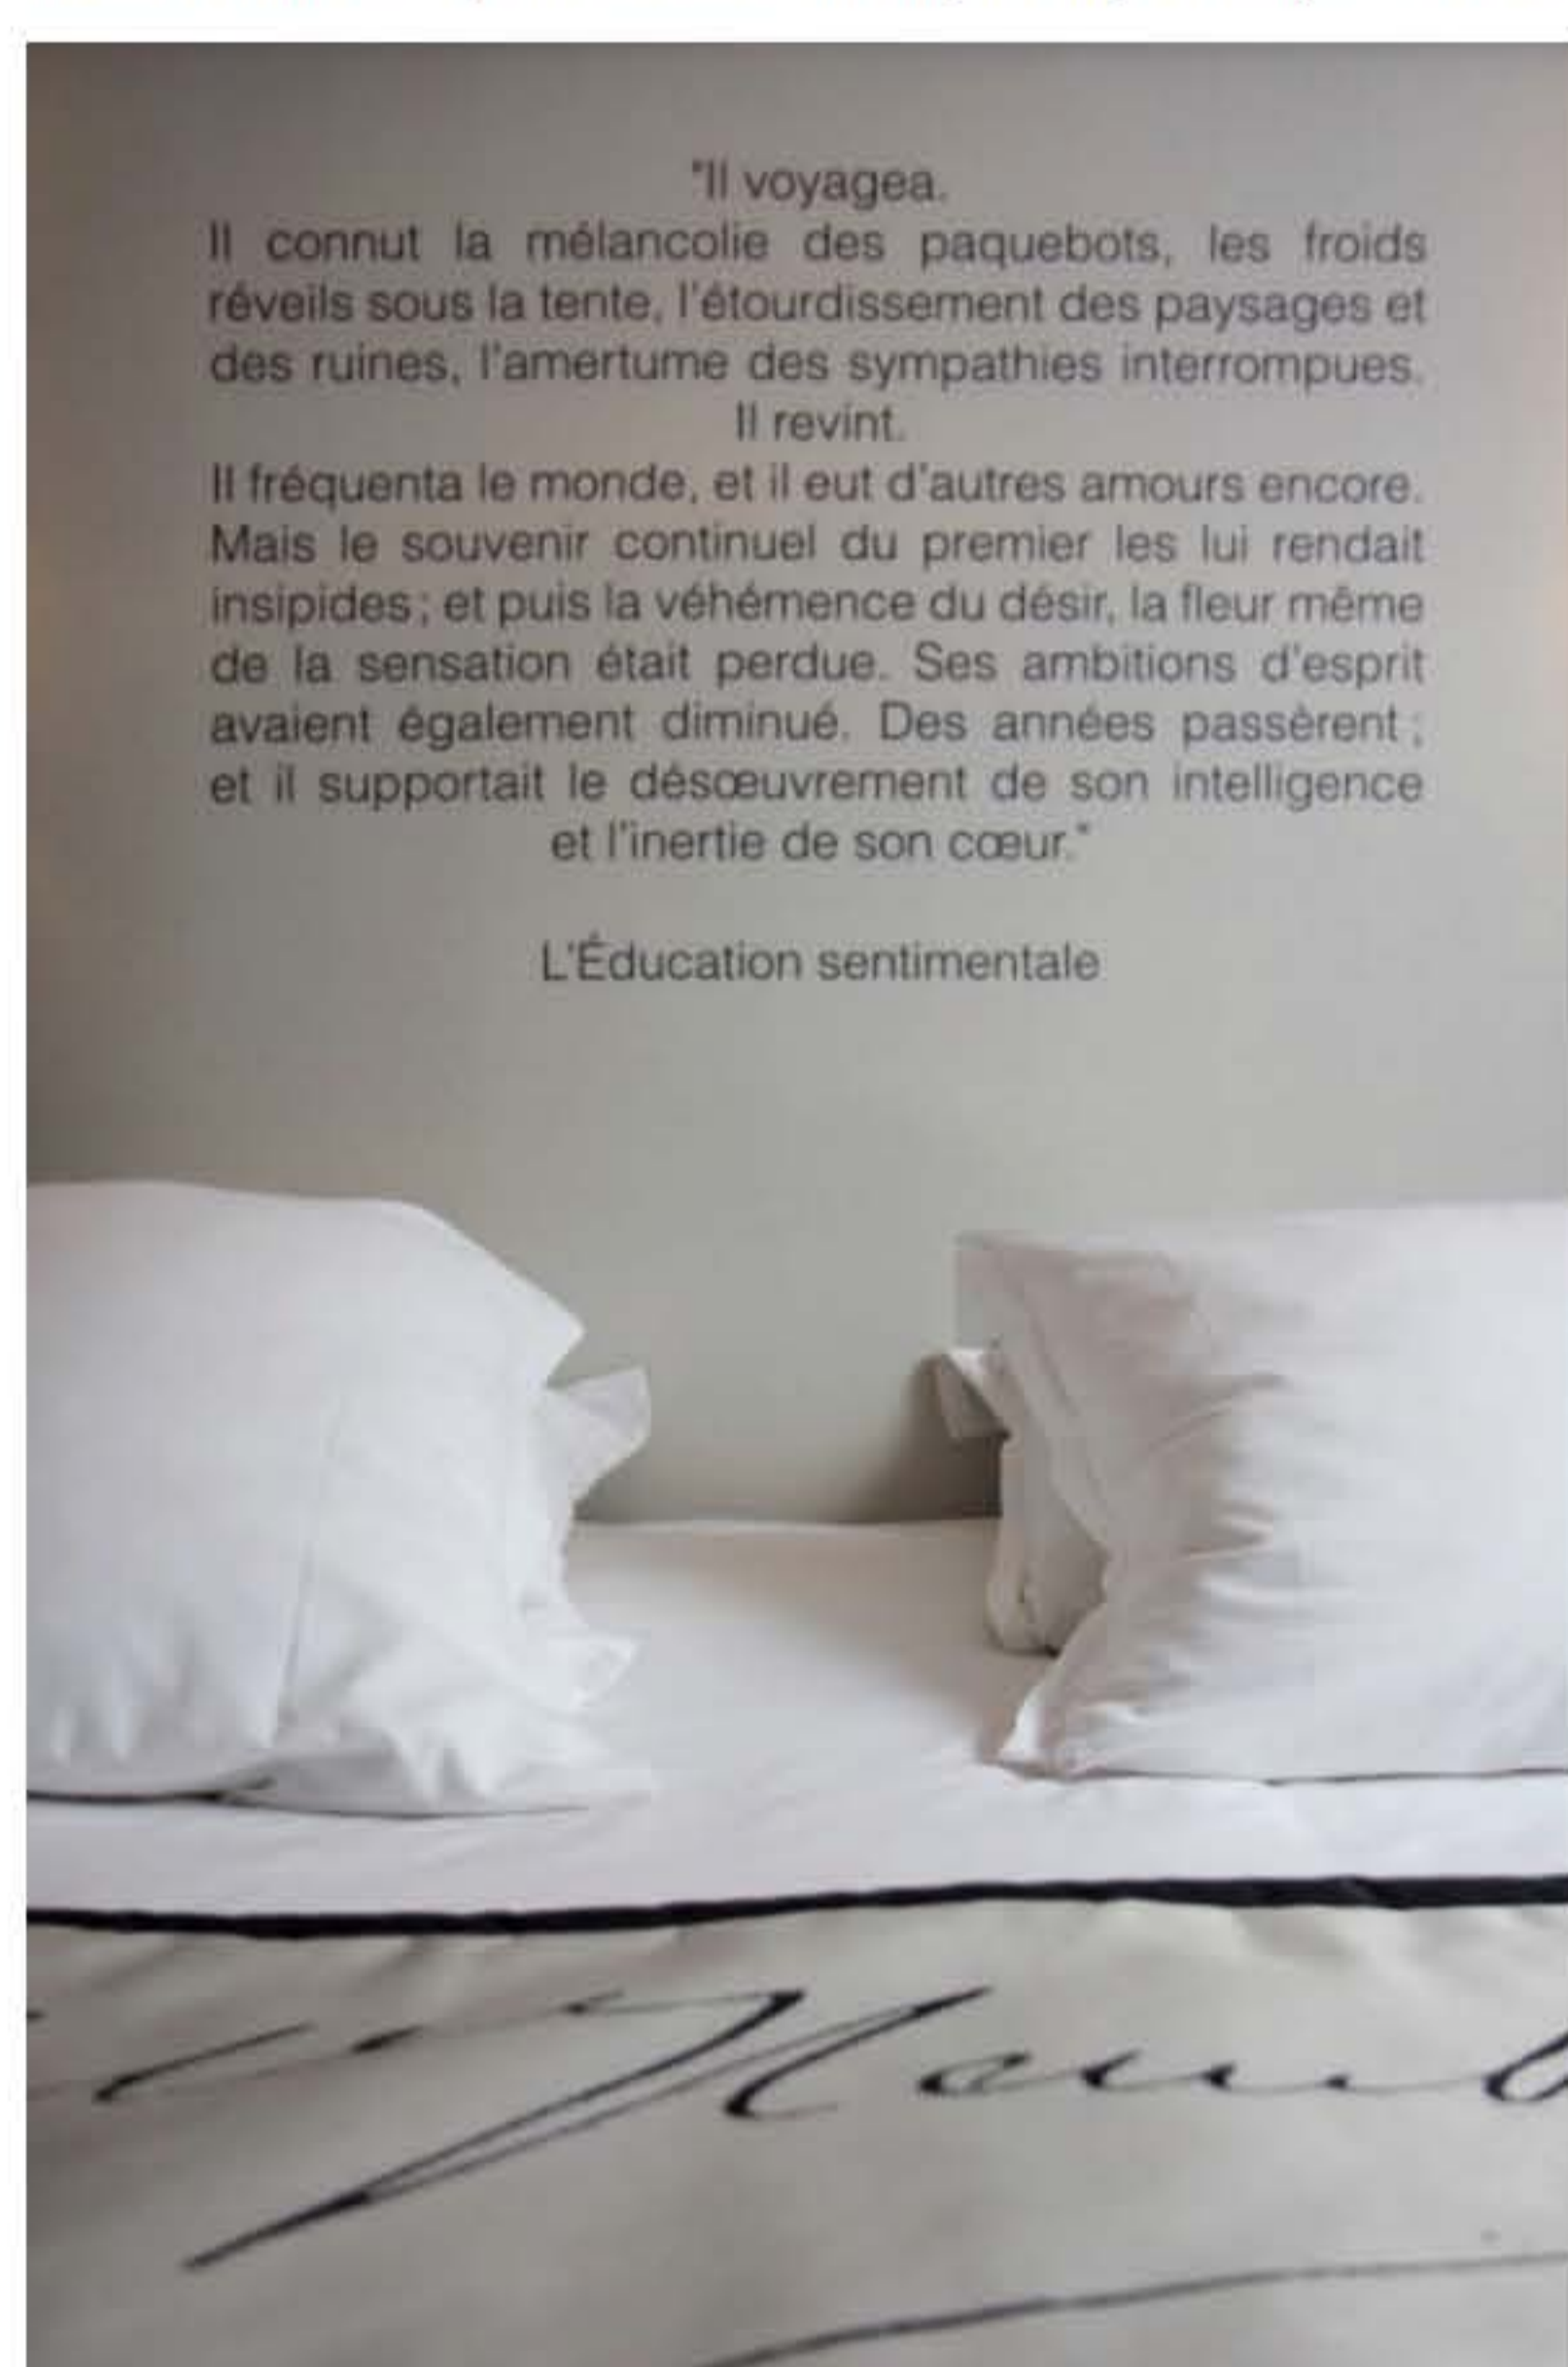 "Il voyagea.
Il connut la mélancolie des paquebots, les froids
réveils sous la tente, l'étourdissement des paysages et
des ruines, l'amertume des sympathies interrompues.
Il revint.
Il fréquenta le monde, et il eut d'autres amours encore.
Mais le souvenir continuel du premier les lui rendait
insipides ; et puis la véhémence du désir, la fleur même
de la sensation était perdue. Ses ambitions d'esprit
avaient également diminué. Des années passèrent ;
et il supportait le désœuvrement de son intelligence
et l'inertie de son cœur."
L'Éducation sentimentale